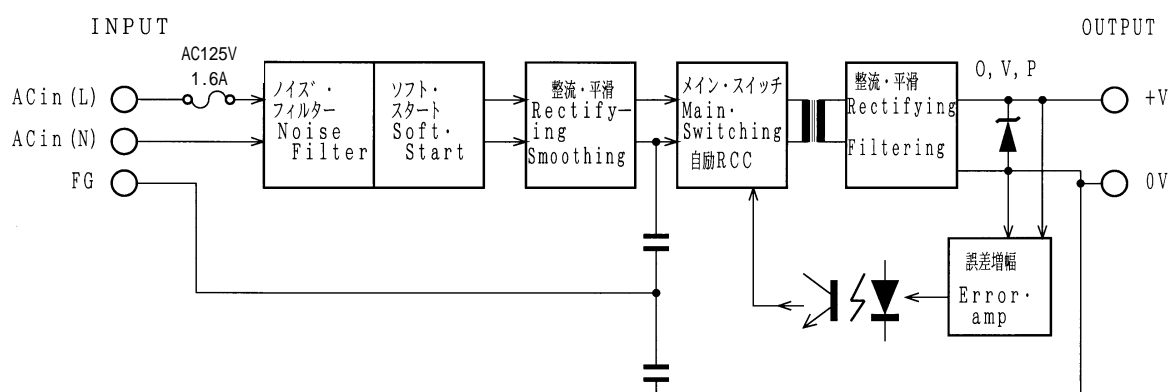 INPUT
OUTPUT
AC125V
1.6A
ACin(L)
ACin(N)
FG
ノイズ・
フィルター
Noise
Filter
ソフト・
スタート
Soft・
Start
整流・平滑
Rectify-
ing
Smoothing
メイン・スイッチ
Main・
Switching
自励RCC
整流・平滑
Rectifying
Filtering
O,V,P
+V
0V
誤差増幅
Error・
amp